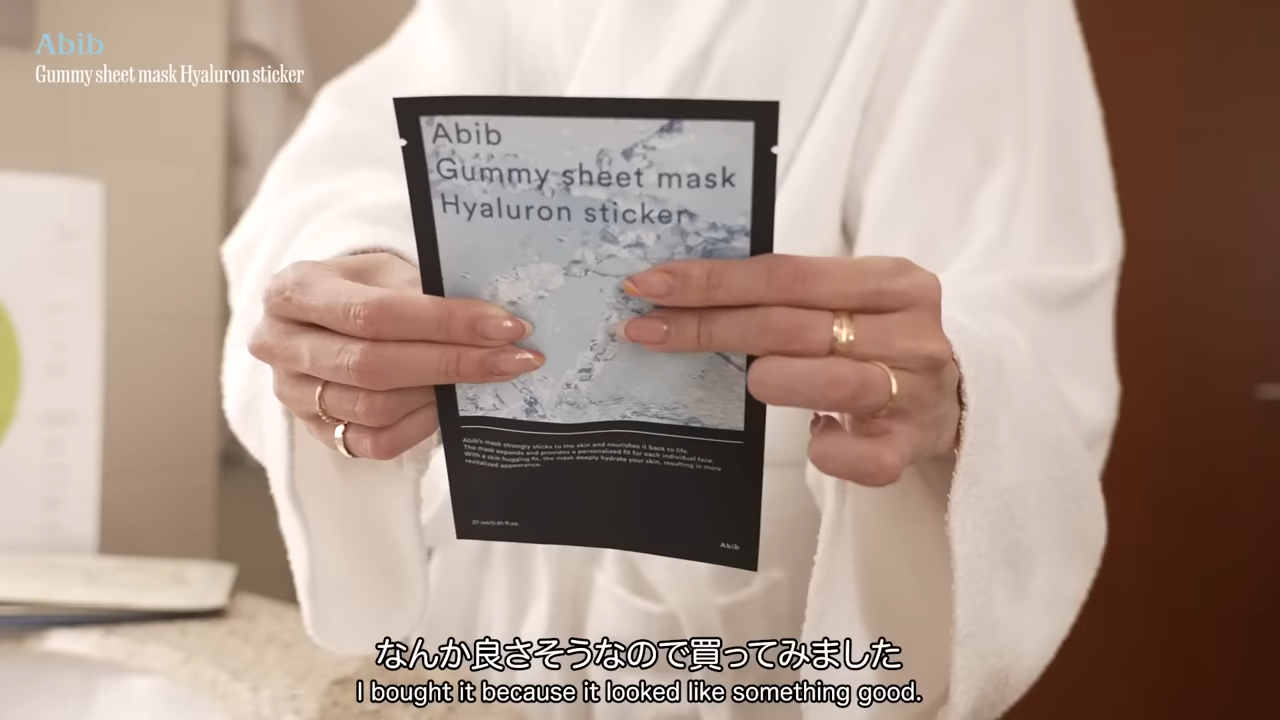 Abib
Gummy sheet mask Hyaluron sticker
Abib
Gummy sheet mask
Hyaluron sticker
Abib's mask strongly sticks to the skin and nourishes it back to life.
The mask expands and provides a personalized fit for each individual face.
With a skin hugging fit, the mask deeply hydrate your skin, resulting in more
revitalized appearance.
Abib
なんか良さそうなので買ってみました
I bought it because it looked like something good.